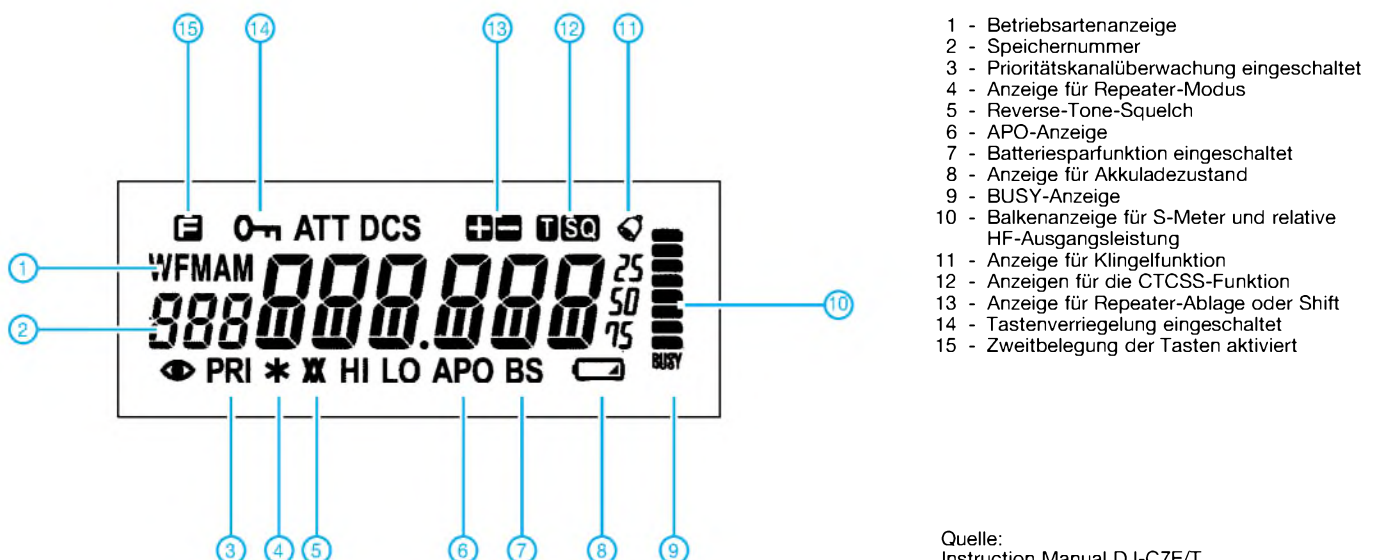 15 14 13 12 11
F ATT DCS + - T SQ
1 WFMAM 888.888 25
50
75
2 888
10
PRI * HI LO APO BS BUSY
3 4 5 6 7 8 9
1 - Betriebsartenanzeige
2 - Speichernummer
3 - Prioritätskanalüberwachung eingeschaltet
4 - Anzeige für Repeater-Modus
5 - Reverse-Tone-Squelch
6 - APO-Anzeige
7 - Batteriesparfunktion eingeschaltet
8 - Anzeige für Akkuladezustand
9 - BUSY-Anzeige
10 - Balkenanzeige für S-Meter und relative
HF-Ausgangsleistung
11 - Anzeige für Klingelfunktion
12 - Anzeigen für die CTCSS-Funktion
13 - Anzeige für Repeater-Ablage oder Shift
14 - Tastenverriegelung eingeschaltet
15 - Zweitbelegung der Tasten aktiviert
Quelle:
Instruction Manual DJ-C7E/T